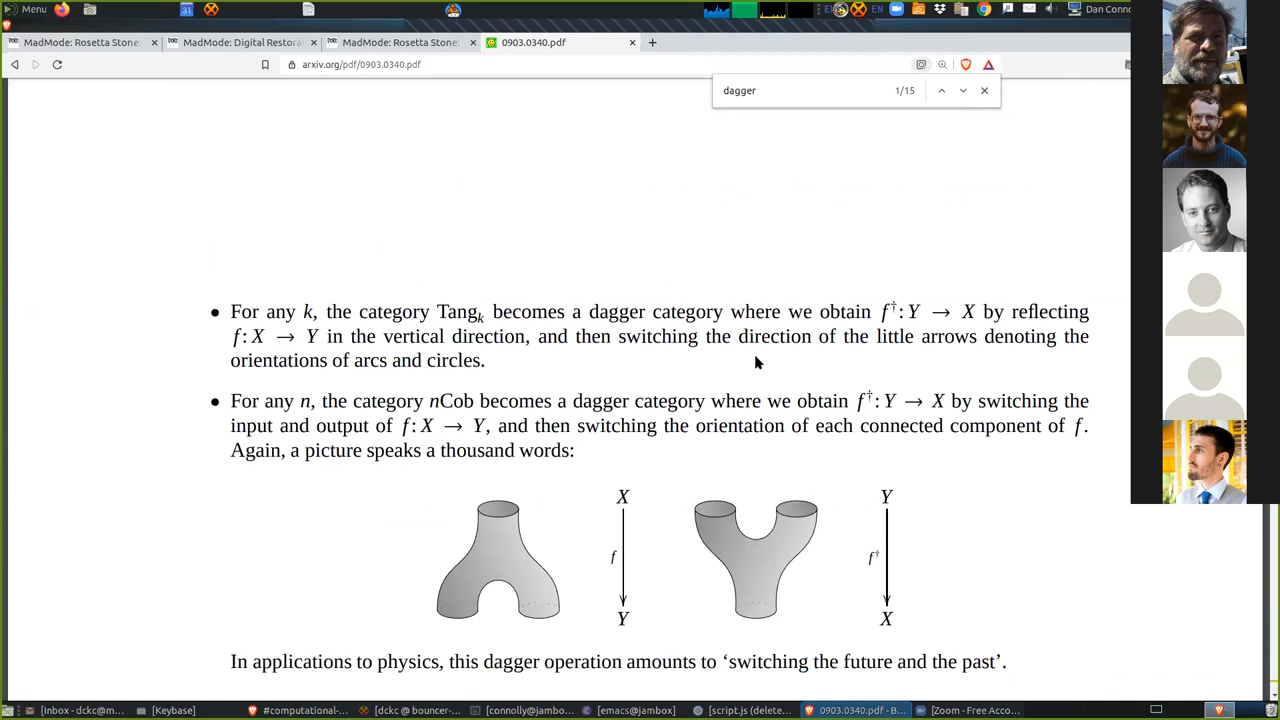 Menu
EN
Dan Conno
MadMode: Rosetta Stone:
MadMode: Digital Restora
MadMode: Rosetta Stone:
0903.0340.pdf
arxiv.org/pdf/0903.0340.pdf
dagger 1/15
• For any k, the category Tangₖ becomes a dagger category where we obtain f†: Y → X by reflecting
f: X → Y in the vertical direction, and then switching the direction of the little arrows denoting the
orientations of arcs and circles.
• For any n, the category nCob becomes a dagger category where we obtain f†: Y → X by switching the
input and output of f: X → Y, and then switching the orientation of each connected component of f.
Again, a picture speaks a thousand words:
X Y
f f†
Y X
In applications to physics, this dagger operation amounts to ‘switching the future and the past’.
[Inbox - dckc@m... [Keybase] #computational-... [dckc @ bouncer-... [connolly@jambo... [emacs@jambox] [script.js (delete... 0903.0340.pdf - B... [Zoom - Free Acco...